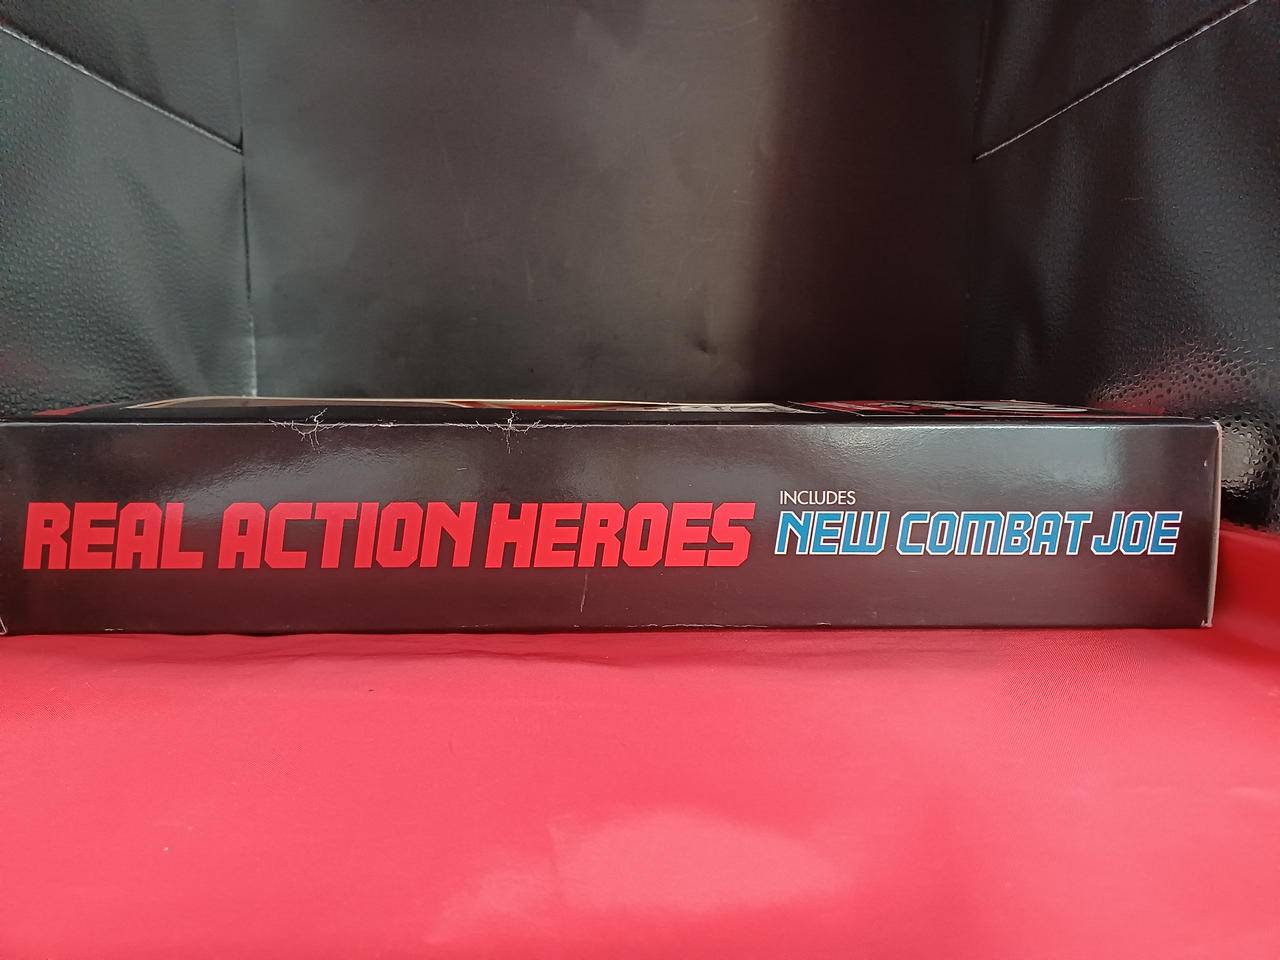 REAL ACTION HEROES
INCLUDES
NEW COMBAT JOE